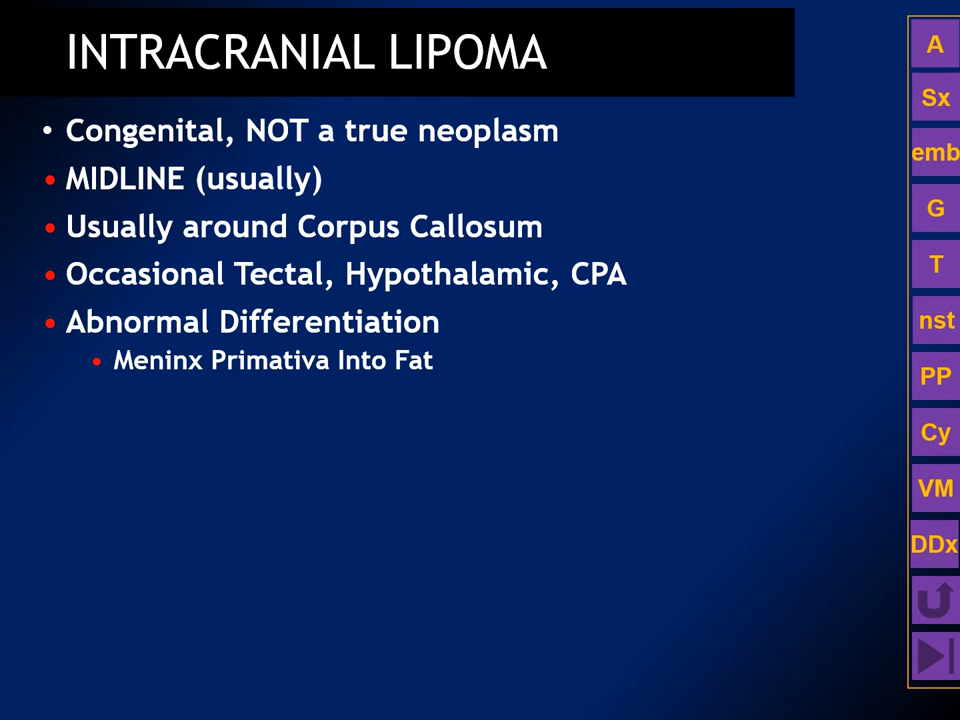 INTRACRANIAL LIPOMA
• Congenital, NOT a true neoplasm
• MIDLINE (usually)
• Usually around Corpus Callosum
• Occasional Tectal, Hypothalamic, CPA
• Abnormal Differentiation
• Meninx Primativa Into Fat
A
Sx
emb
G
T
nst
PP
Cy
VM
DDx